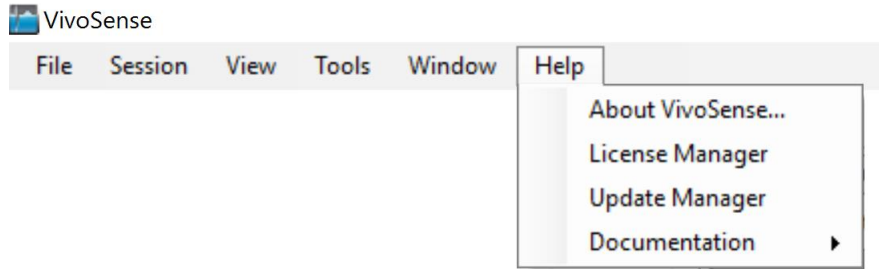 VivoSense
File Session View Tools Window Help
About VivoSense...
License Manager
Update Manager
Documentation